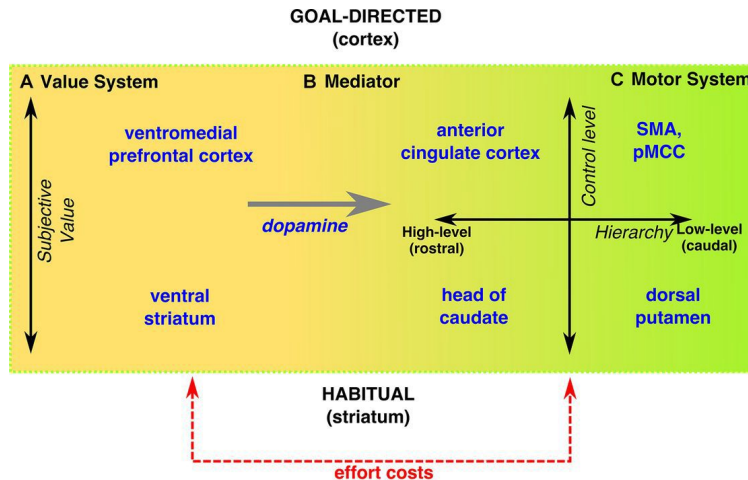 GOAL-DIRECTED
(cortex)
A Value System
B Mediator
C Motor System
ventromedial
prefrontal cortex
anterior
cingulate cortex
SMA,
pMCC
Subjective
Value
Control level
dopamine
High-level
(rostral)
Hierarchy
Low-level
(caudal)
ventral
striatum
head of
caudate
dorsal
putamen
HABITUAL
(striatum)
effort costs